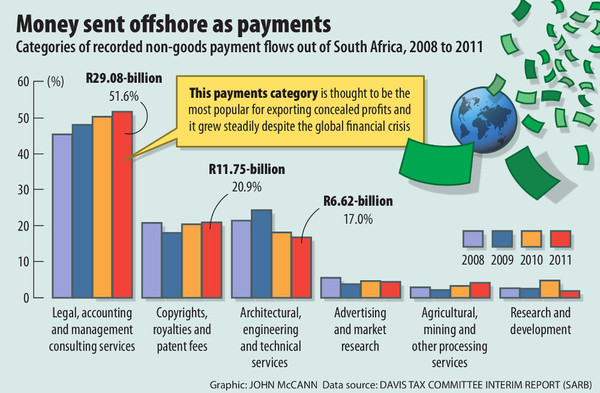 Money sent offshore as payments
Categories of recorded non-goods payment flows out of South Africa, 2008 to 2011
60 (%)
50
40
30
20
10
0
R29.08-billion
51.6%
This payments category is thought to be the
most popular for exporting concealed profits and
it grew steadily despite the global financial crisis
R11.75-billion
20.9%
R6.62-billion
17.0%
2008 2009 2010 2011
Legal, accounting
and management
consulting services
Copyrights,
royalties and
patent fees
Architectural,
engineering
and technical
services
Advertising
and market
research
Agricultural,
mining and
other processing
services
Research and
development
Graphic: JOHN McCANN Data source: DAVIS TAX COMMITTEE INTERIM REPORT (SARB)